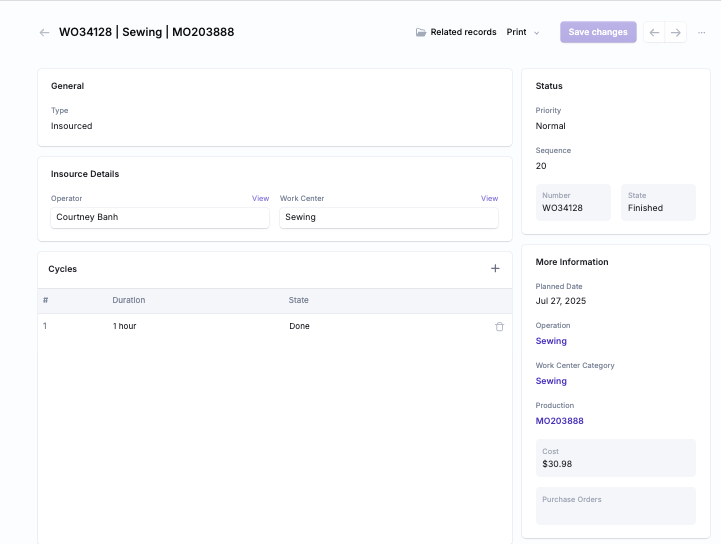 WO34128 | Sewing | MO203888
Related records
Print
Save changes
General
Type
Insourced
Insource Details
Operator
View
Work Center
View
Courtney Banh
Sewing
Cycles
# Duration State
1 1 hour Done
Status
Priority
Normal
Sequence
20
Number
WO34128
State
Finished
More Information
Planned Date
Jul 27, 2025
Operation
Sewing
Work Center Category
Sewing
Production
MO203888
Cost
$30.98
Purchase Orders